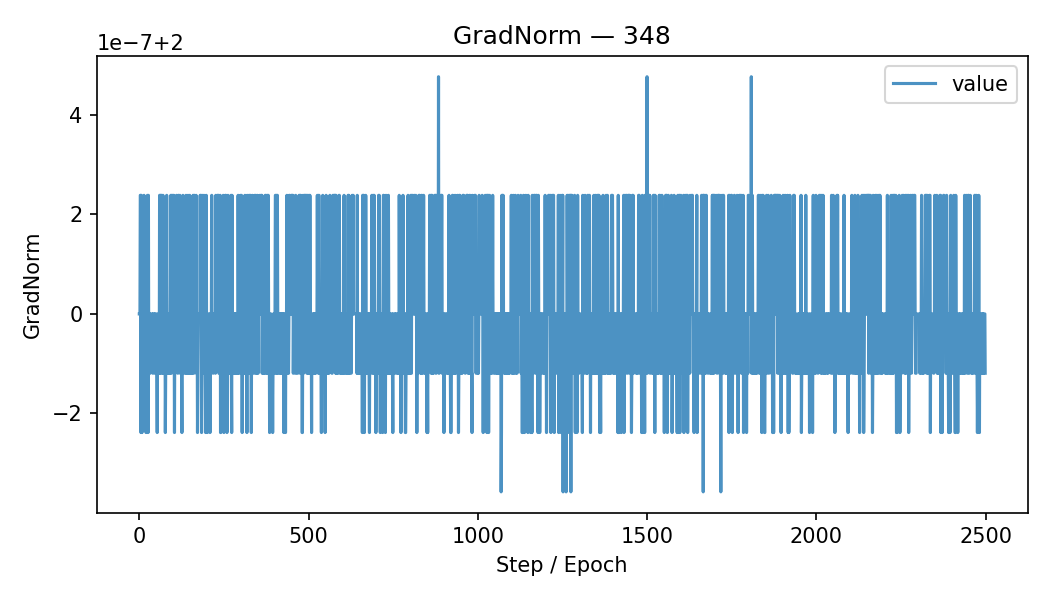 GradNorm — 348
1e−7+2
value
GradNorm
4
2
0
−2
0
500
1000
1500
2000
2500
Step / Epoch